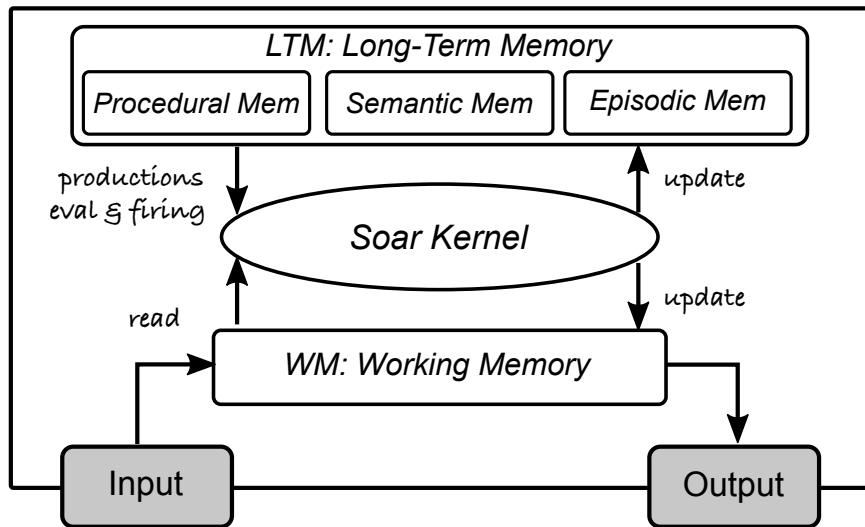 LTM: Long-Term Memory
Procedural Mem
Semantic Mem
Episodic Mem
productions
eval & firing
update
Soar Kernel
read
update
WM: Working Memory
Input
Output